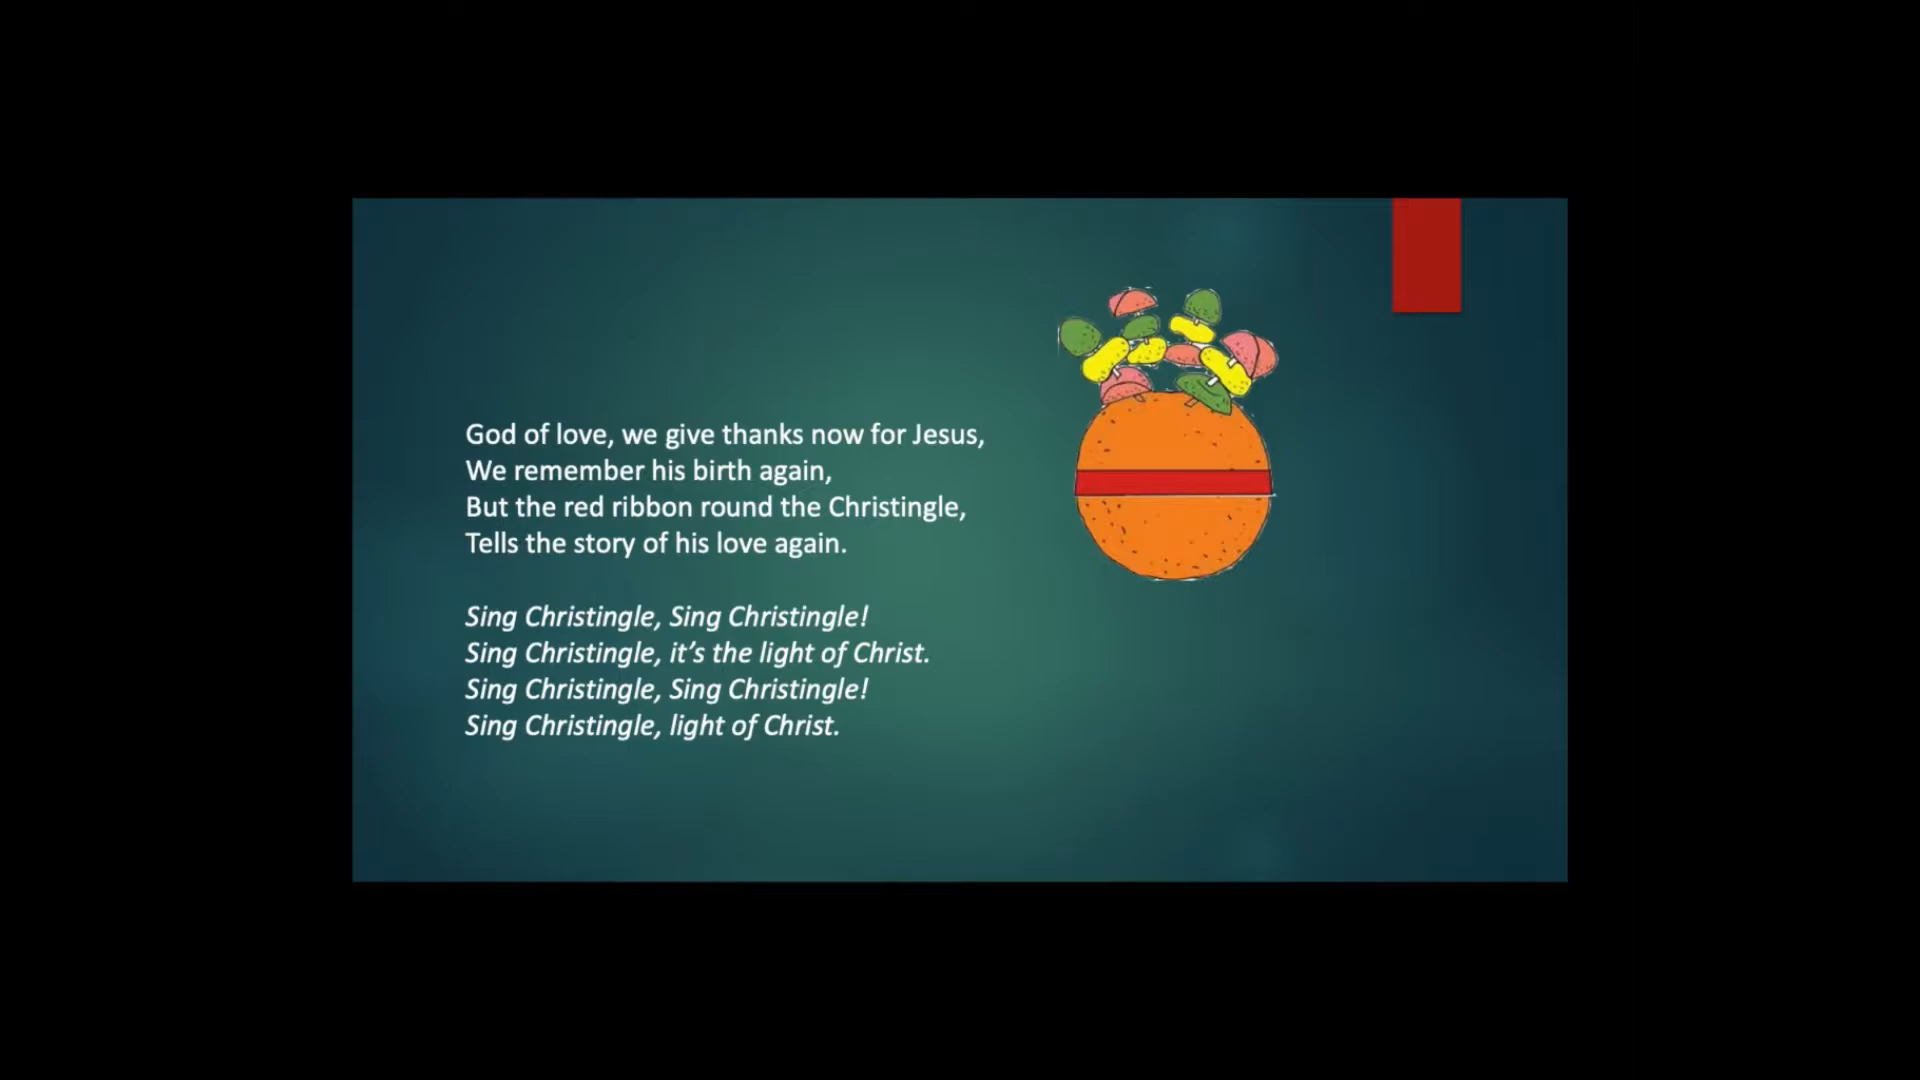 God of love, we give thanks now for Jesus,
We remember his birth again,
But the red ribbon round the Christingle,
Tells the story of his love again.
Sing Christingle, Sing Christingle!
Sing Christingle, it’s the light of Christ.
Sing Christingle, Sing Christingle!
Sing Christingle, light of Christ.